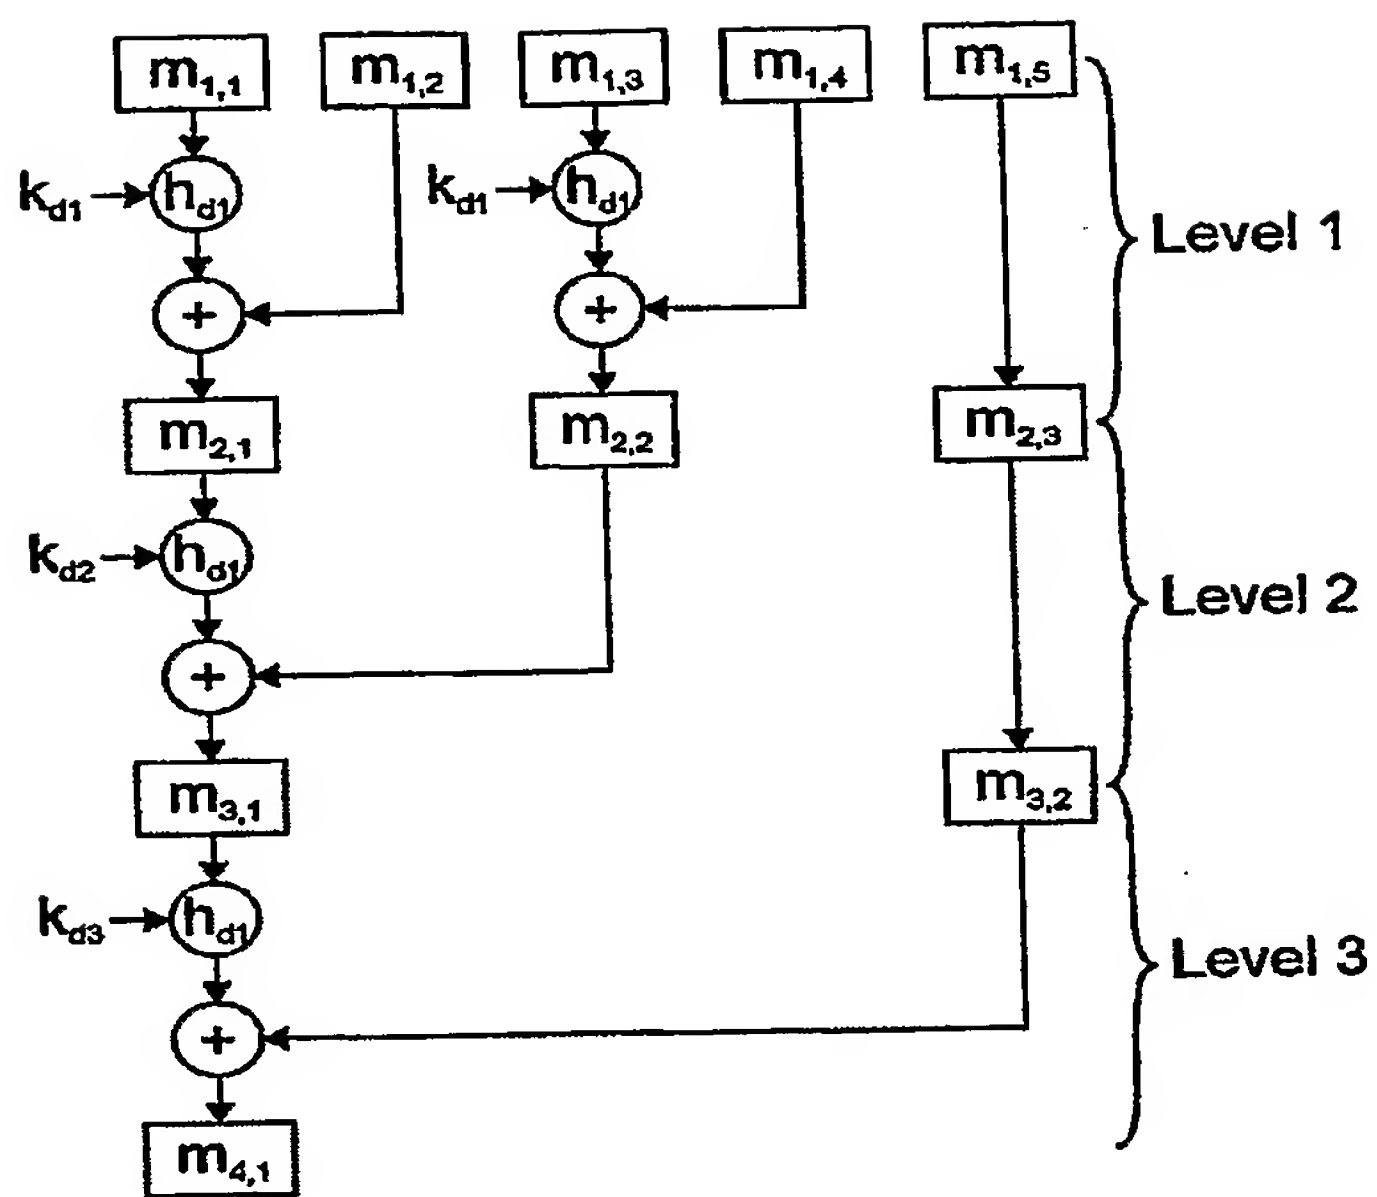 m1,1 m1,2 m1,3 m1,4 m1,5
kd1 hd1 kd1 hd1
Level 1
+ +
m2,1 m2,2 m2,3
kd2 hd1
Level 2
+
m3,1 m3,2
kd3 hd1
Level 3
+
m4,1